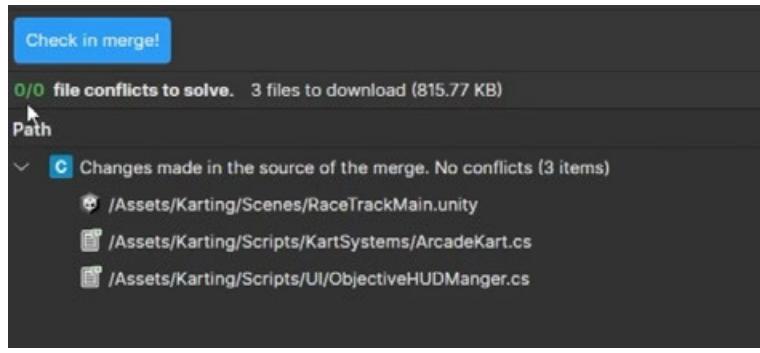 Check in merge!
0/0 file conflicts to solve. 3 files to download (815.77 KB)
Path
C Changes made in the source of the merge. No conflicts (3 items)
/Assets/Karting/Scenes/RaceTrackMain.unity
/Assets/Karting/Scripts/KartSystems/ArcadeKart.cs
/Assets/Karting/Scripts/UI/ObjectiveHUDManger.cs